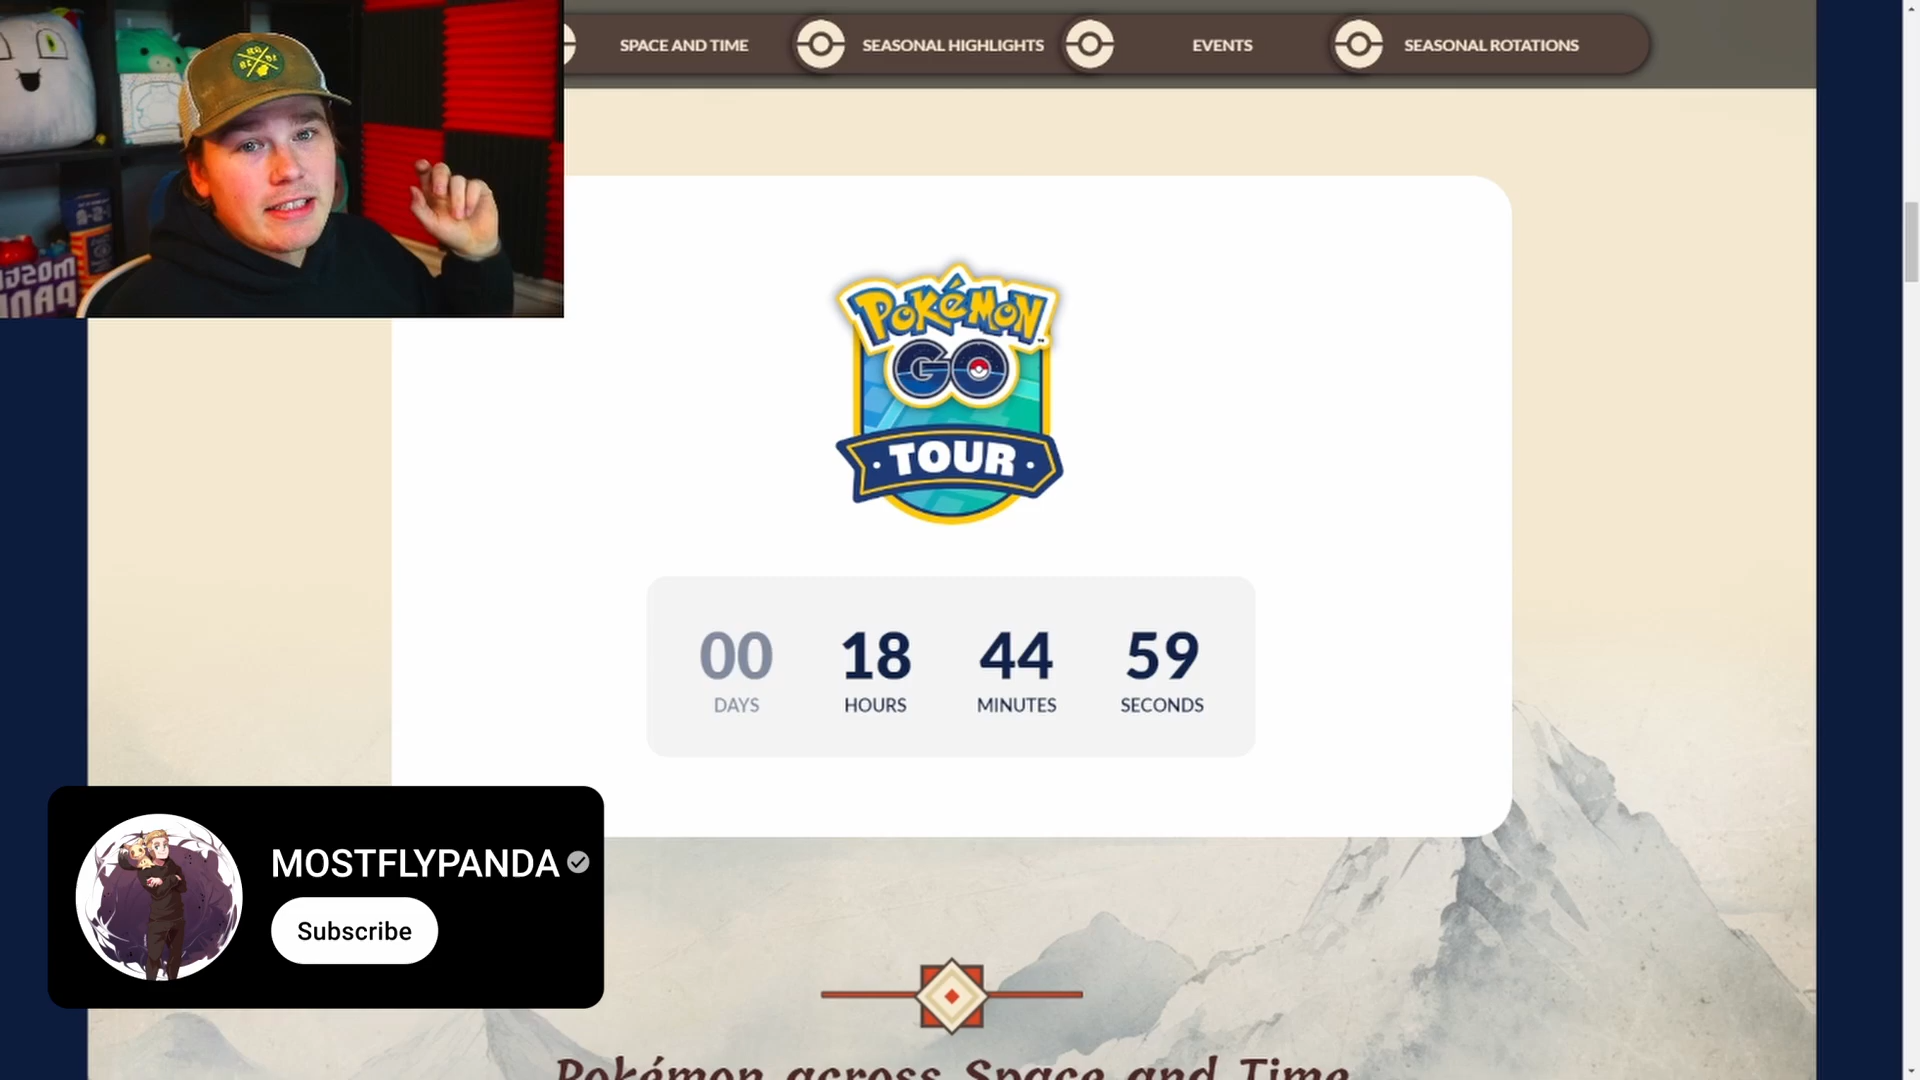 SPACE AND TIME
SEASONAL HIGHLIGHTS
EVENTS
SEASONAL ROTATIONS
POKÉMON
GO
TOUR
00 18 44 59
DAYS HOURS MINUTES SECONDS
MOSTFLYPANDA
Subscribe
Pokémon across Space and Time